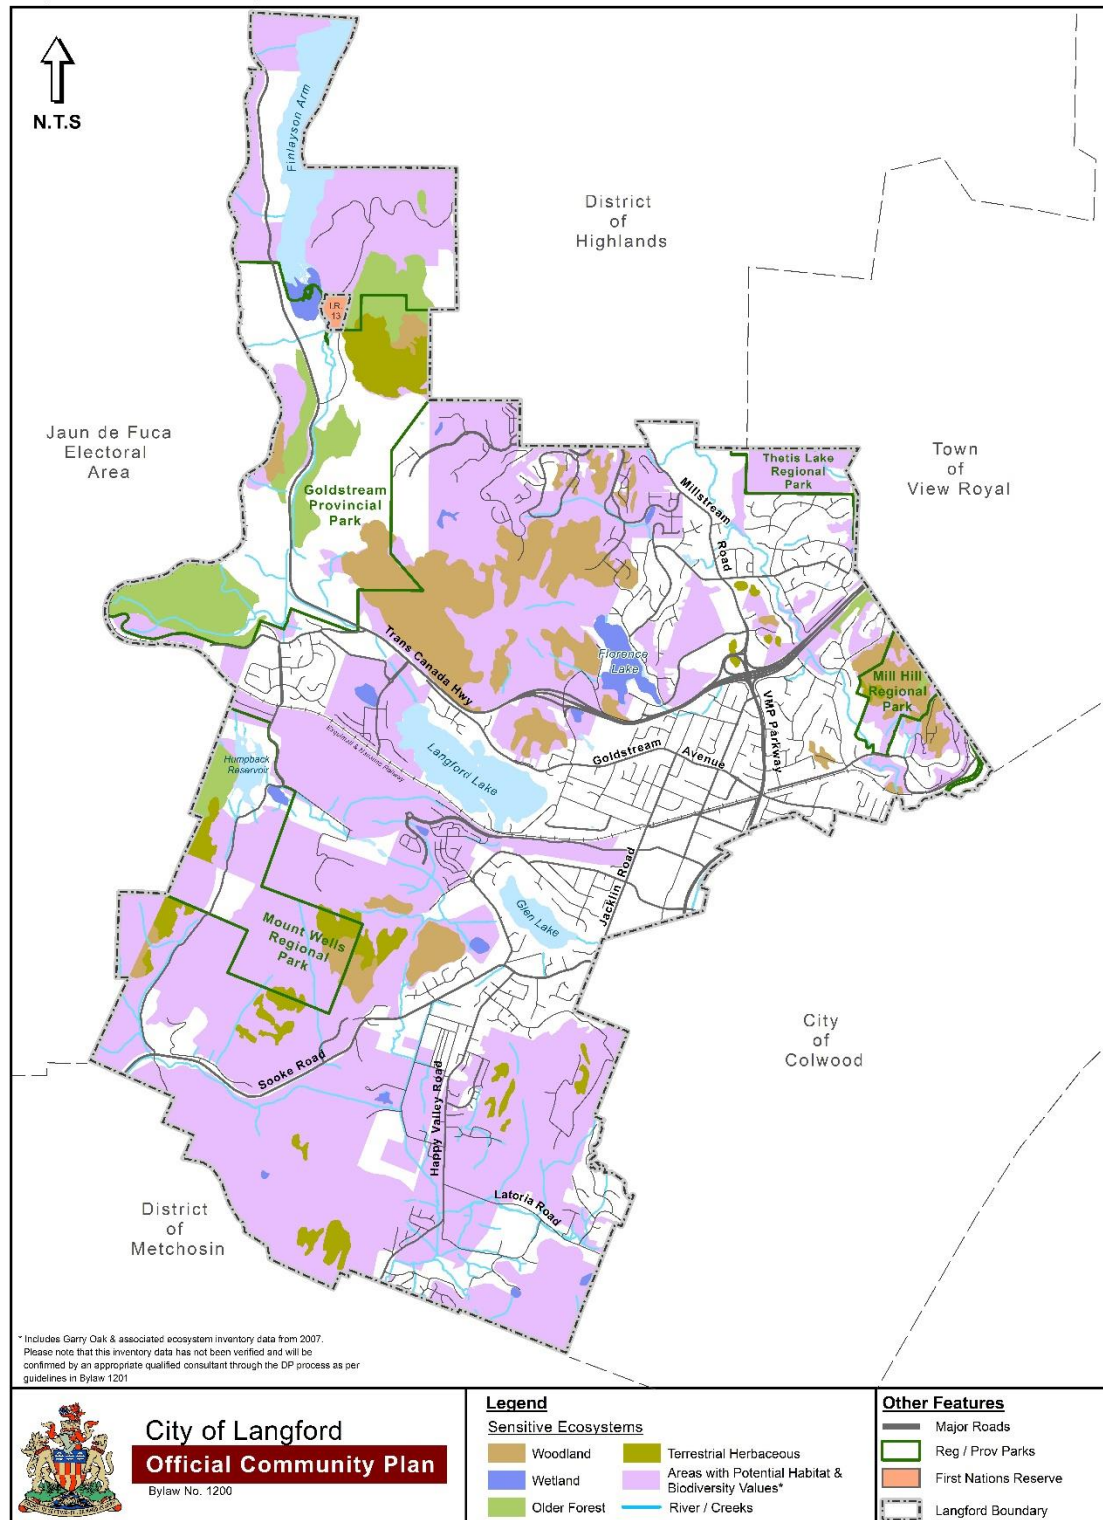 N.T.S
Finlayson Arm
District
of
Highlands
I.R.
13
Jaun de Fuca
Electoral
Area
Goldstream
Provincial
Park
Thetis Lake
Regional
Park
Town
of
View Royal
Millstream
Road
Trans Canada Hwy
Florence
Lake
Mill Hill
Regional
Park
VMP Parkway
Goldstream Avenue
Langford Lake
Esquimalt & Nanaimo Railway
Humpback
Reservoir
Jacklin Road
Glen Lake
Mount Wells
Regional
Park
City
of
Colwood
Sooke Road
Happy Valley Road
Latoria Road
District
of
Metchosin
* Includes Garry Oak & associated ecosystem inventory data from 2007.
Please note that this inventory data has not been verified and will be
confirmed by an appropriate qualified consultant through the DP process as per
guidelines in Bylaw 1201
City of Langford
Official Community Plan
Bylaw No. 1200
Legend
Sensitive Ecosystems
Woodland
Wetland
Older Forest
Terrestrial Herbaceous
Areas with Potential Habitat &
Biodiversity Values*
River / Creeks
Other Features
Major Roads
Reg / Prov Parks
First Nations Reserve
Langford Boundary